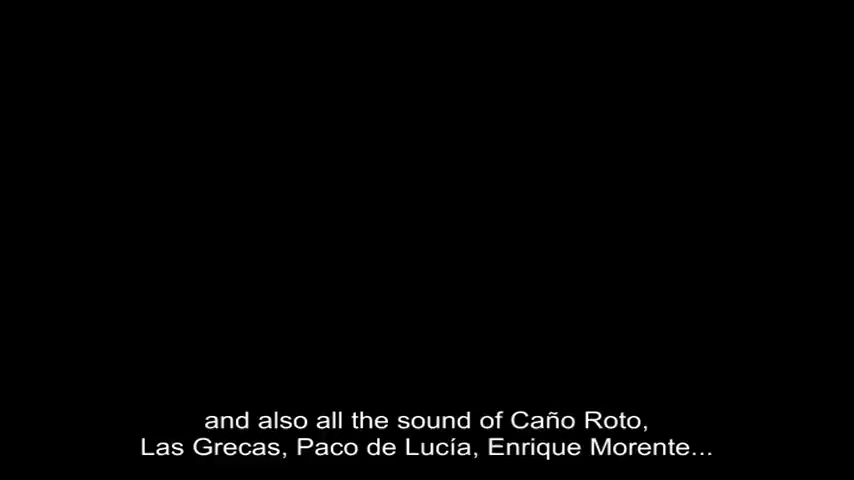 and also all the sound of Caño Roto,
Las Grecas, Paco de Lucía, Enrique Morente...